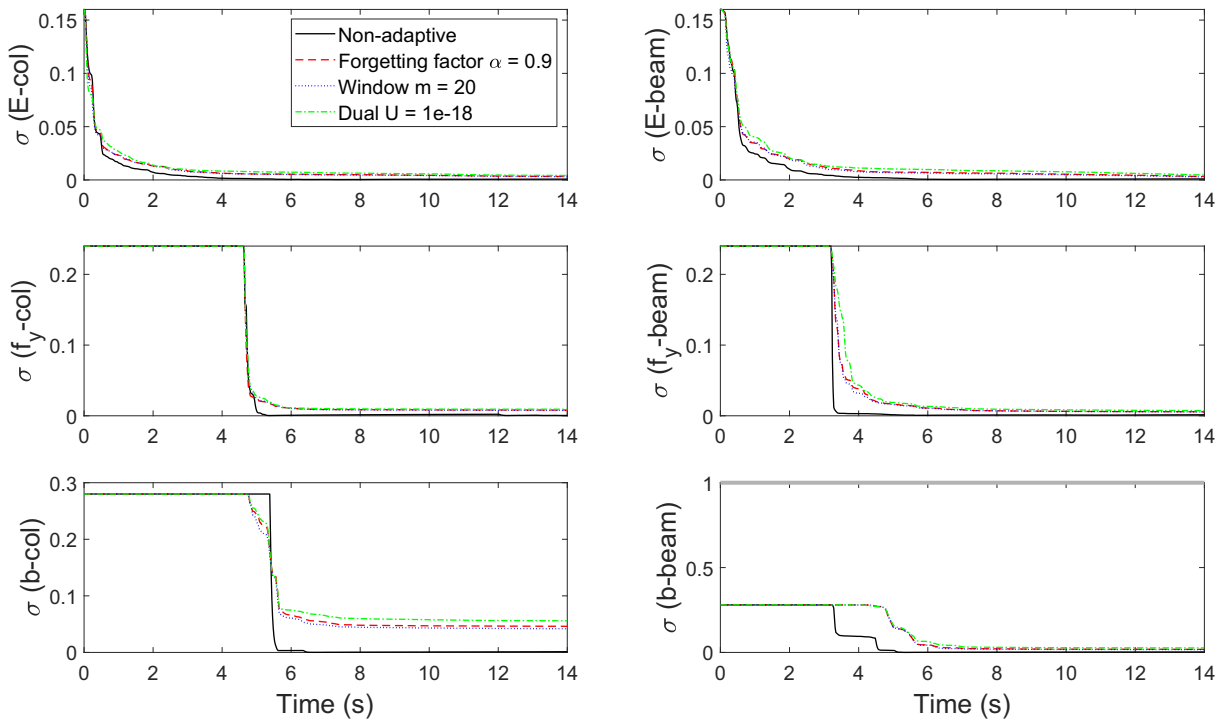 σ (E-col)
0.15
0.1
0.05
0
0 2 4 6 8 10 12 14
Non-adaptive
Forgetting factor α = 0.9
Window m = 20
Dual U = 1e-18
σ (E-beam)
0.15
0.1
0.05
0
0 2 4 6 8 10 12 14
σ (f_y-col)
0.2
0.1
0
0 2 4 6 8 10 12 14
σ (f_y-beam)
0.2
0.1
0
0 2 4 6 8 10 12 14
σ (b-col)
0.3
0.2
0.1
0
0 2 4 6 8 10 12 14
Time (s)
σ (b-beam)
1
0.5
0
0 2 4 6 8 10 12 14
Time (s)